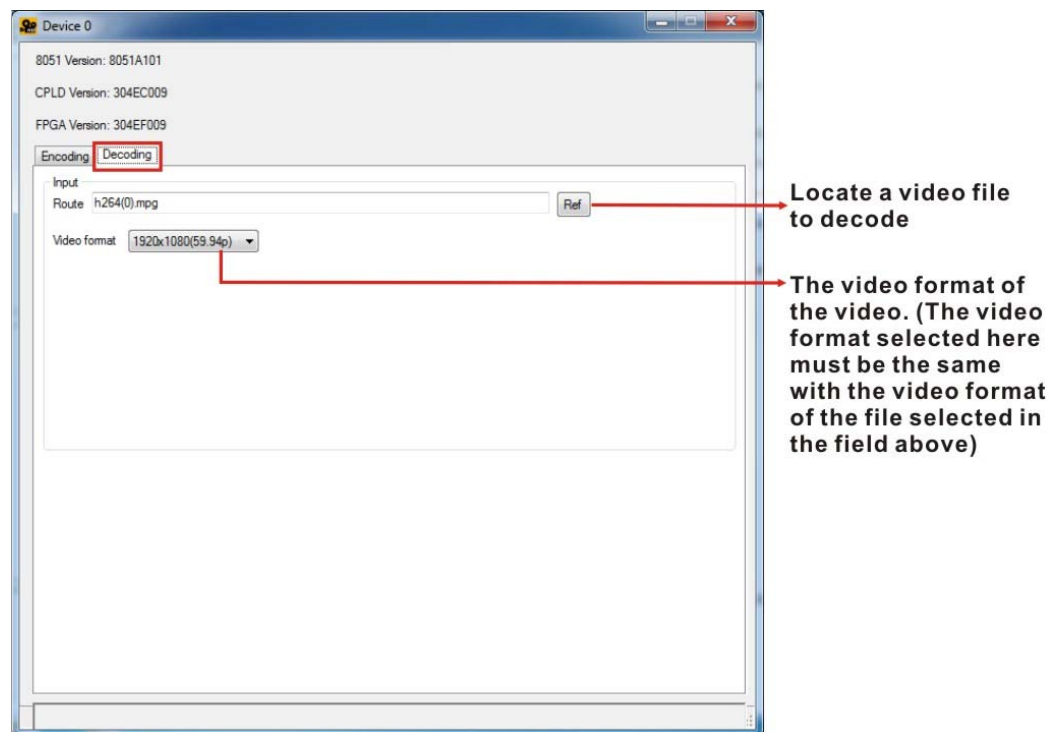 Device 0
8051 Version: 8051A101
CPLD Version: 304EC009
FPGA Version: 304EF009
Encoding Decoding
Input
Route h264(0).mpg Ref
Video format 1920x1080(59.94p)
Locate a video file
to decode
The video format of
the video. (The video
format selected here
must be the same
with the video format
of the file selected in
the field above)